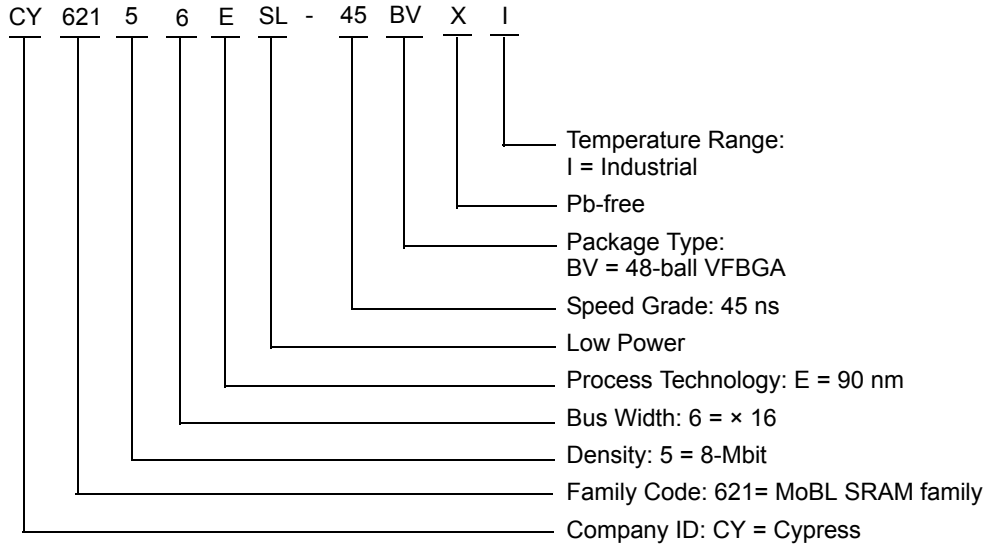 CY 621 5 6 E SL - 45 BV X I
Temperature Range:
I = Industrial
Pb-free
Package Type:
BV = 48-ball VFBGA
Speed Grade: 45 ns
Low Power
Process Technology: E = 90 nm
Bus Width: 6 = × 16
Density: 5 = 8-Mbit
Family Code: 621= MoBL SRAM family
Company ID: CY = Cypress